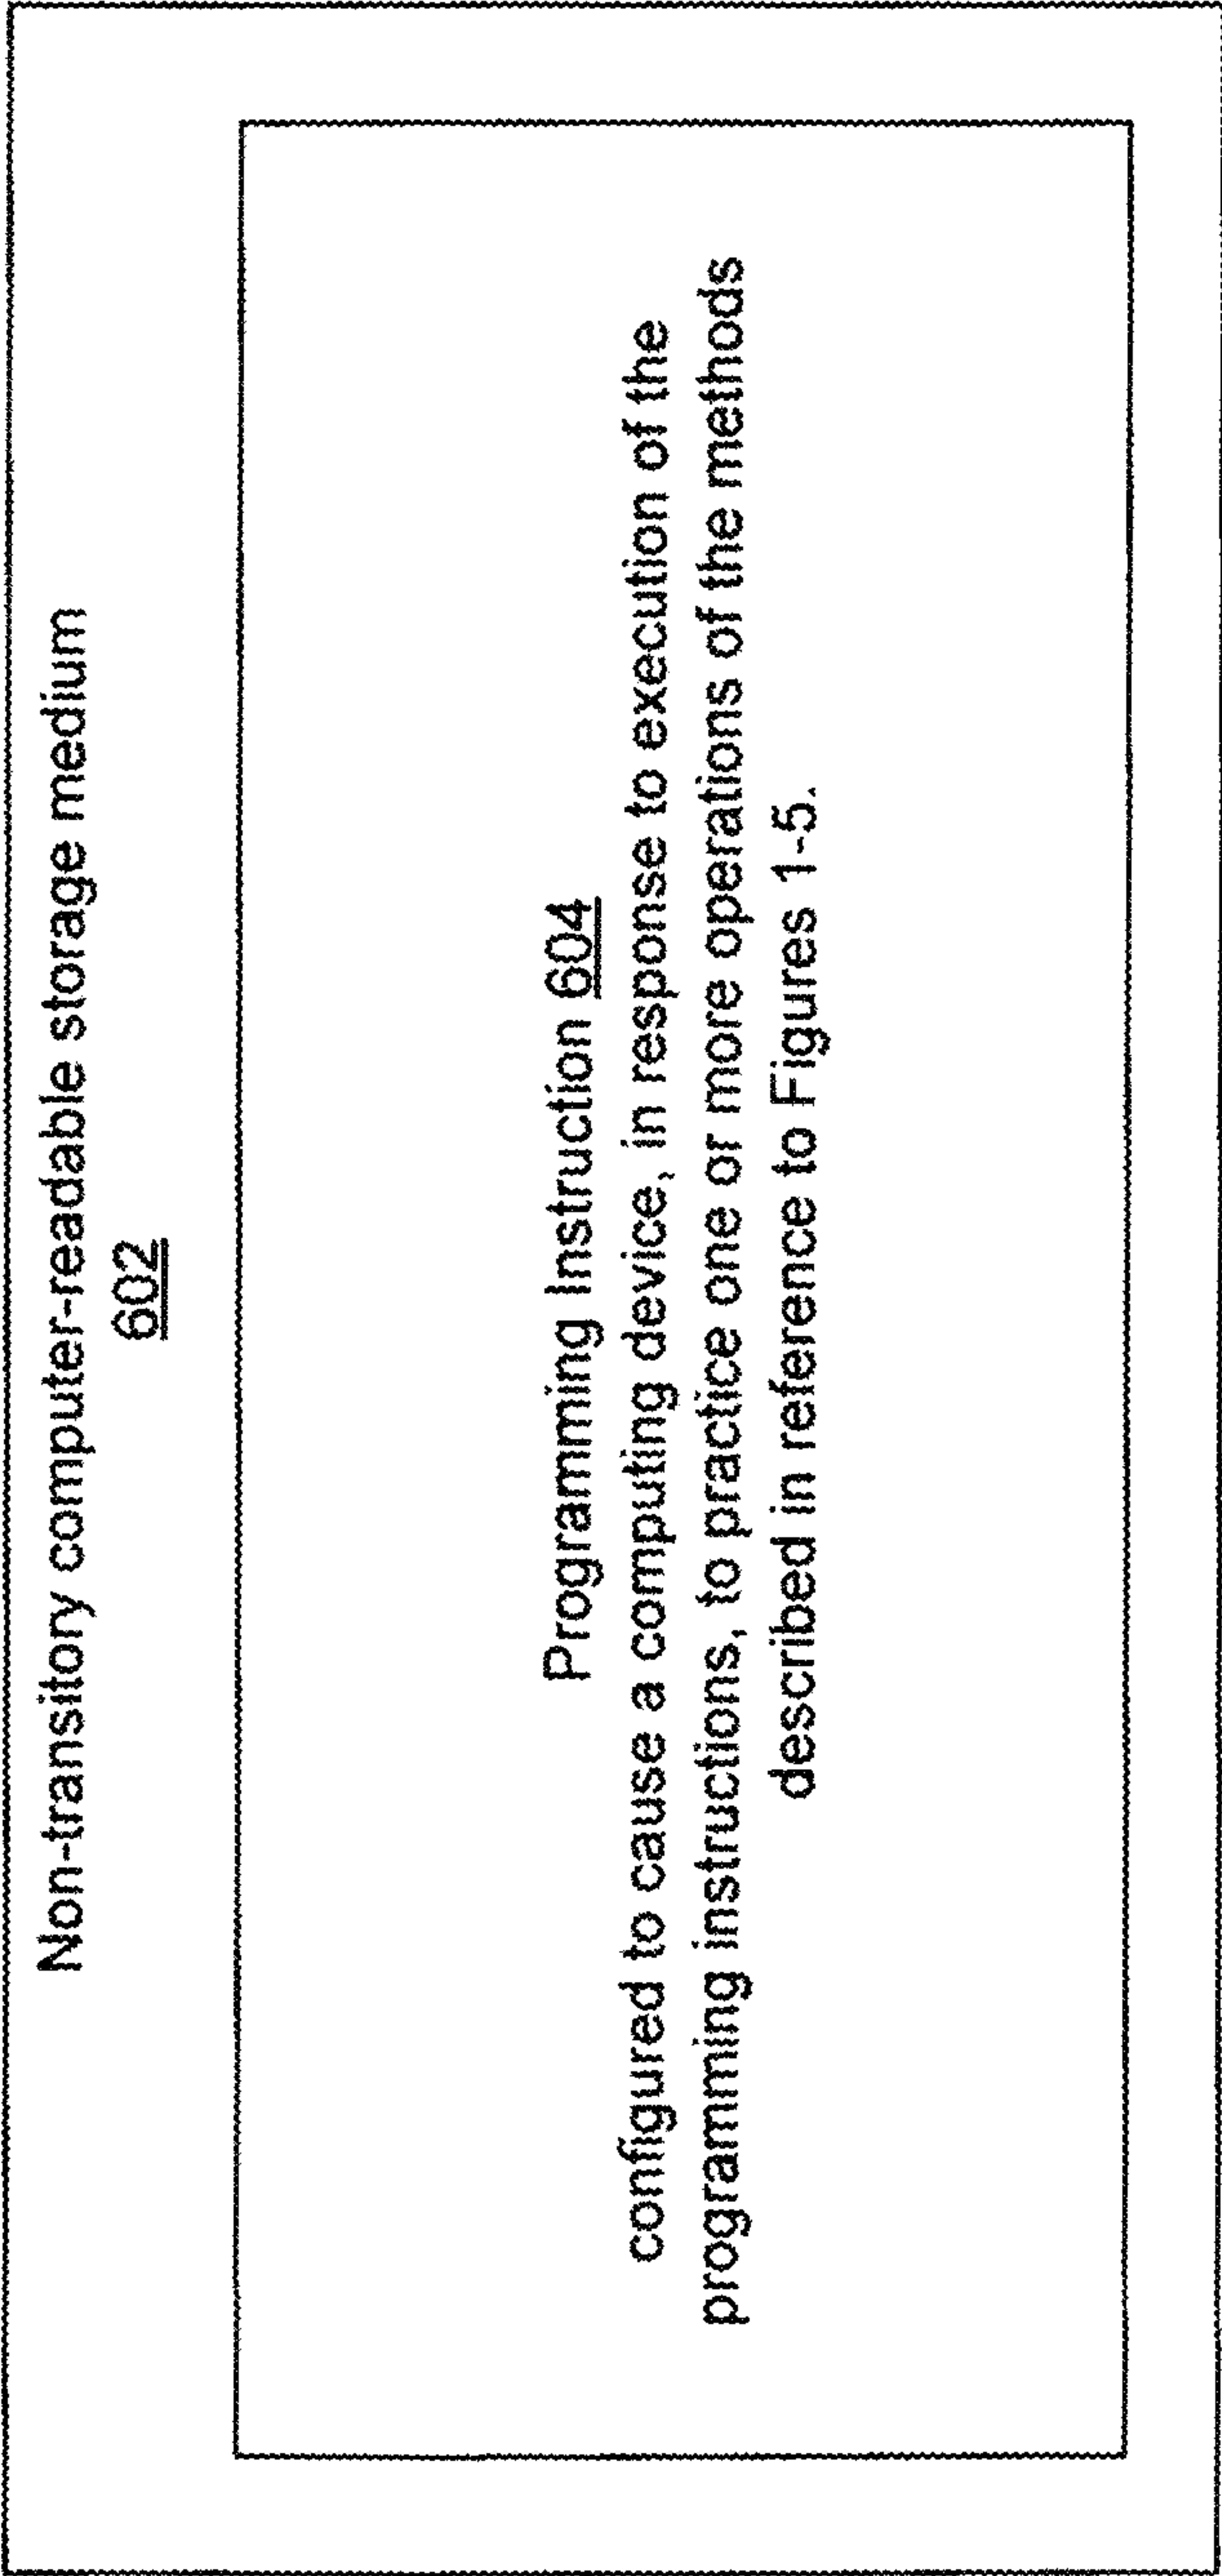 Non-transitory computer-readable storage medium
602
Programming Instruction 604
configured to cause a computing device, in response to execution of the
programming instructions, to practice one or more operations of the methods
described in reference to Figures 1-5.